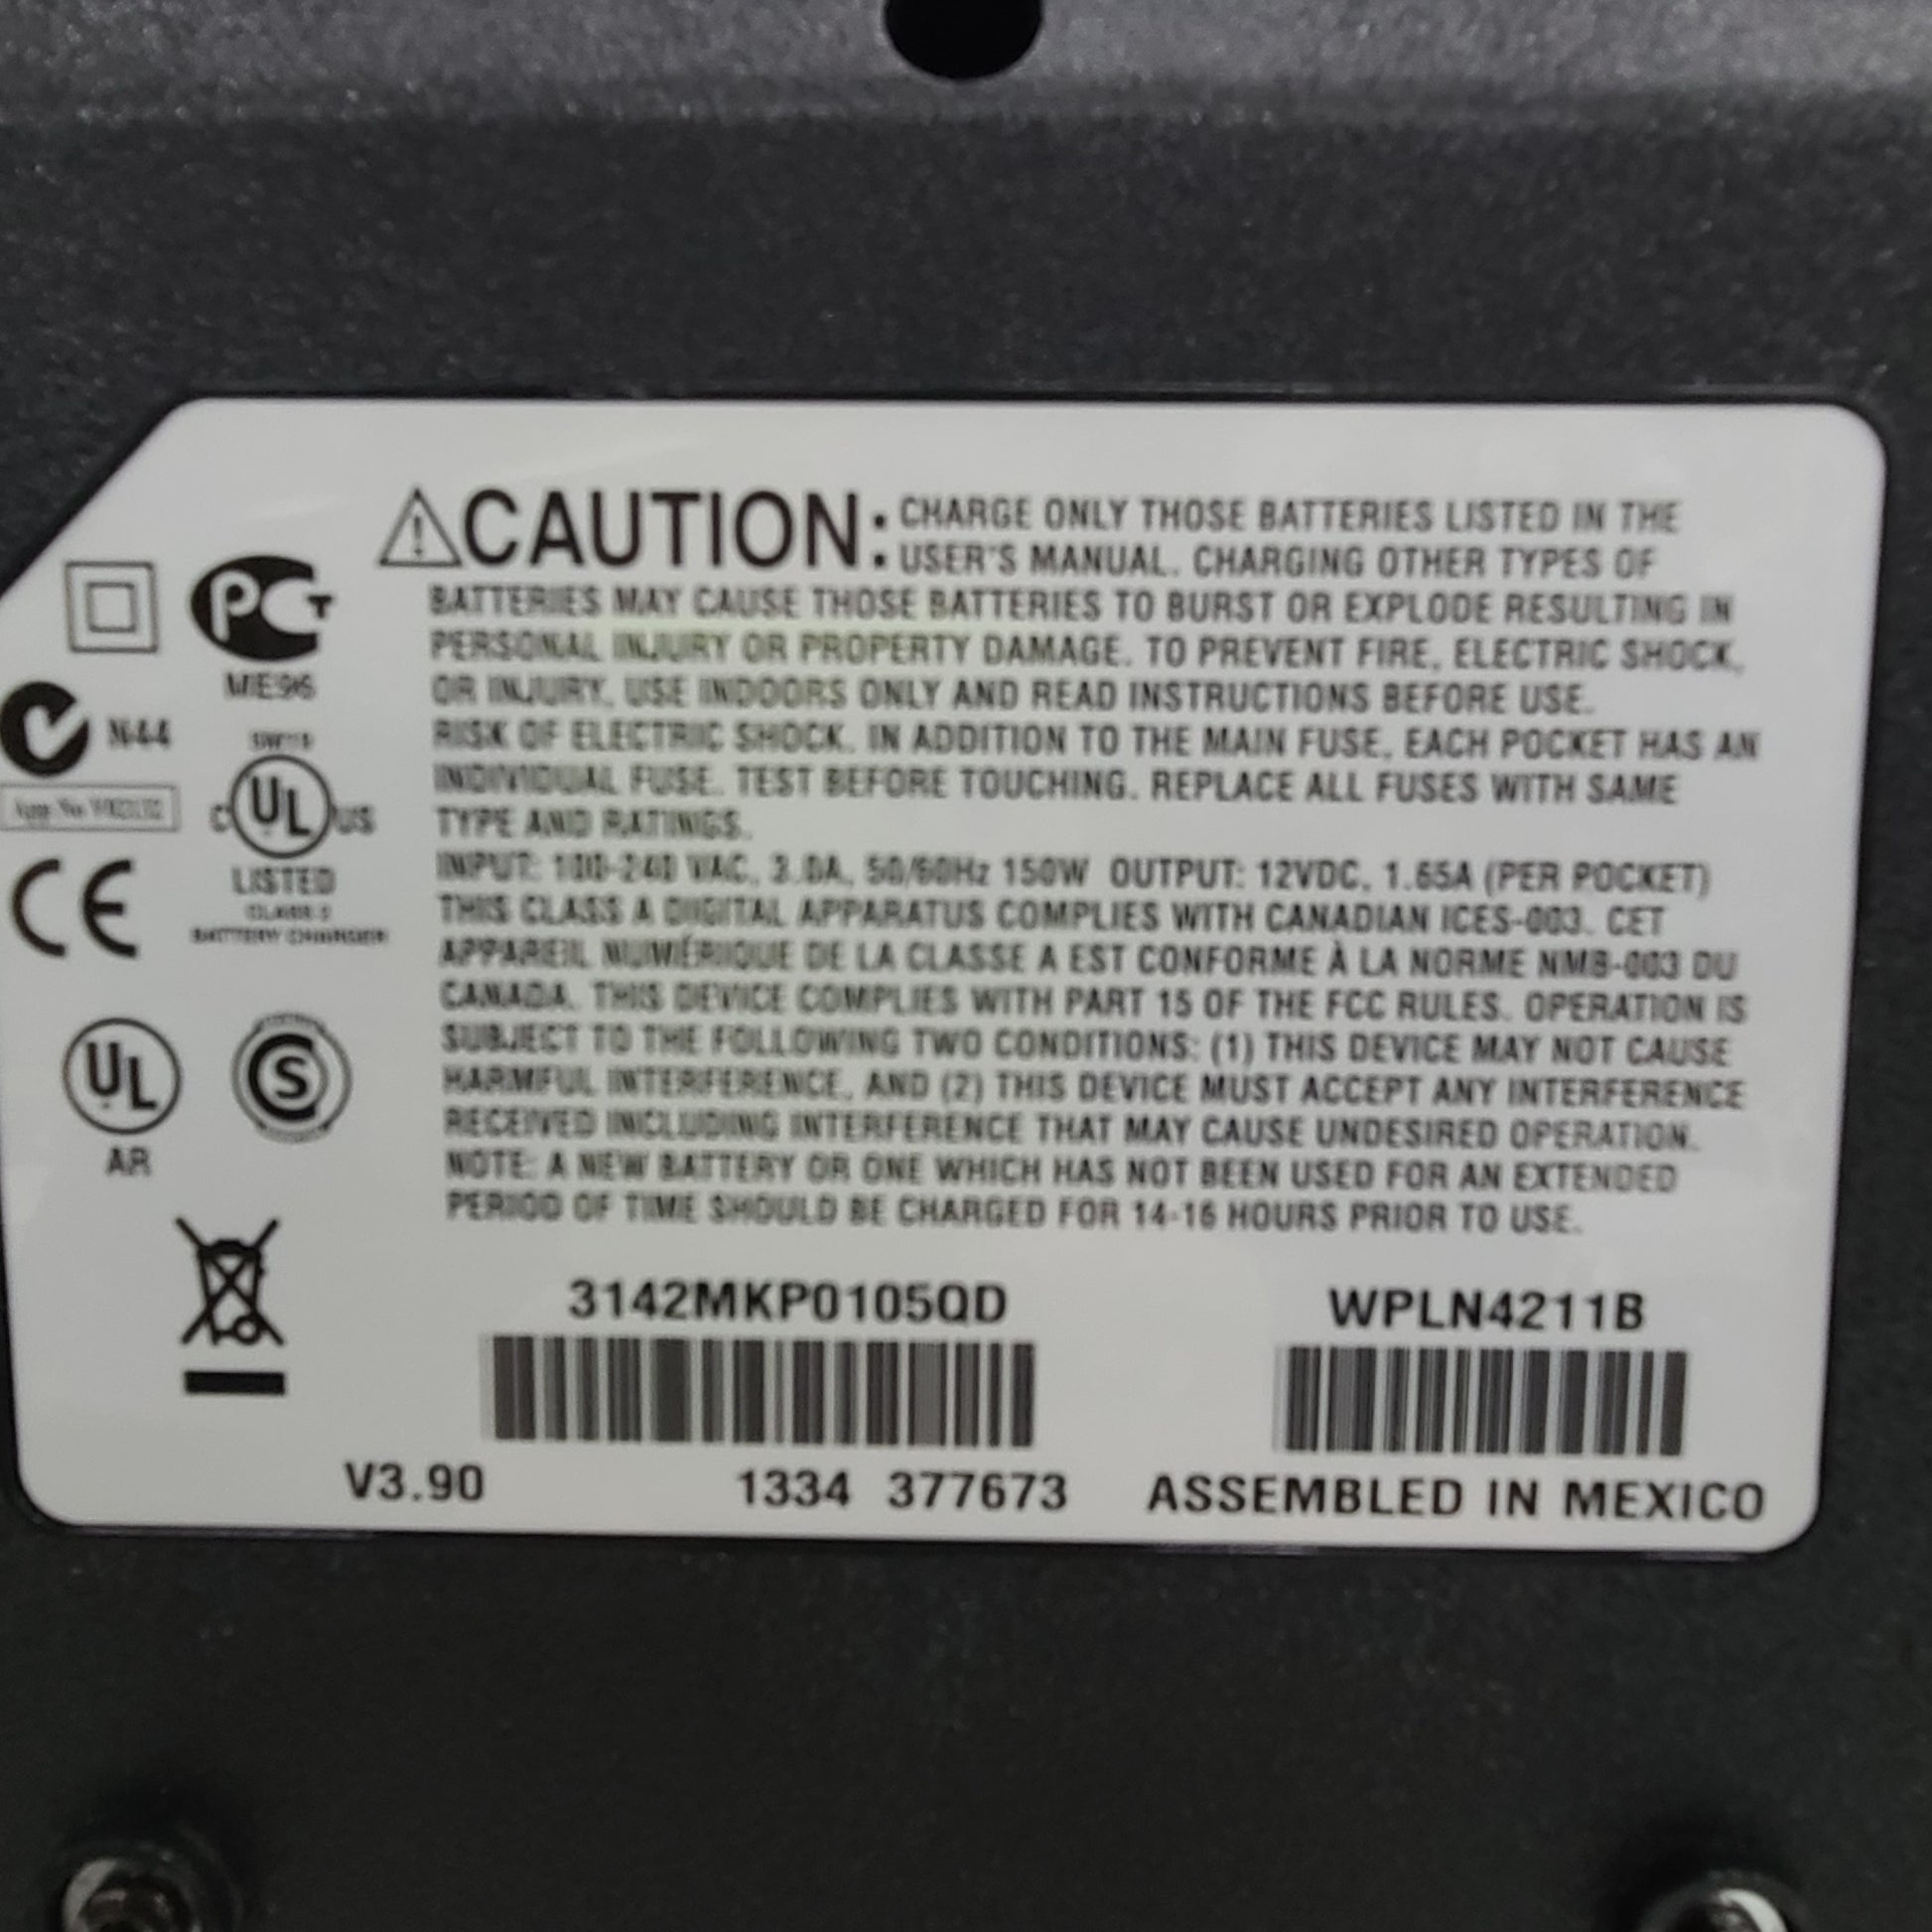 CAUTION: CHARGE ONLY THOSE BATTERIES LISTED IN THE
USER'S MANUAL. CHARGING OTHER TYPES OF
BATTERIES MAY CAUSE THOSE BATTERIES TO BURST OR EXPLODE RESULTING IN
PERSONAL INJURY OR PROPERTY DAMAGE. TO PREVENT FIRE, ELECTRIC SHOCK,
OR INJURY, USE INDOORS ONLY AND READ INSTRUCTIONS BEFORE USE.
RISK OF ELECTRIC SHOCK. IN ADDITION TO THE MAIN FUSE, EACH POCKET HAS AN
INDIVIDUAL FUSE. TEST BEFORE TOUCHING. REPLACE ALL FUSES WITH SAME
TYPE AND RATINGS.
INPUT: 100-240 VAC, 3.0A, 50/60Hz 150W OUTPUT: 12VDC, 1.65A (PER POCKET)
THIS CLASS A DIGITAL APPARATUS COMPLIES WITH CANADIAN ICES-003. CET
APPAREIL NUMÉRIQUE DE LA CLASSE A EST CONFORME À LA NORME NMB-003 DU
CANADA. THIS DEVICE COMPLIES WITH PART 15 OF THE FCC RULES. OPERATION IS
SUBJECT TO THE FOLLOWING TWO CONDITIONS: (1) THIS DEVICE MAY NOT CAUSE
HARMFUL INTERFERENCE, AND (2) THIS DEVICE MUST ACCEPT ANY INTERFERENCE
RECEIVED INCLUDING INTERFERENCE THAT MAY CAUSE UNDESIRED OPERATION.
NOTE: A NEW BATTERY OR ONE WHICH HAS NOT BEEN USED FOR AN EXTENDED
PERIOD OF TIME SHOULD BE CHARGED FOR 14-16 HOURS PRIOR TO USE.
PCT
ME96
N44
App. No
C UL US
LISTED
BATTERY CHARGER
CE
UL
AR
S
3142MKP0105QD
WPLN4211B
V3.90
1334 377673
ASSEMBLED IN MEXICO